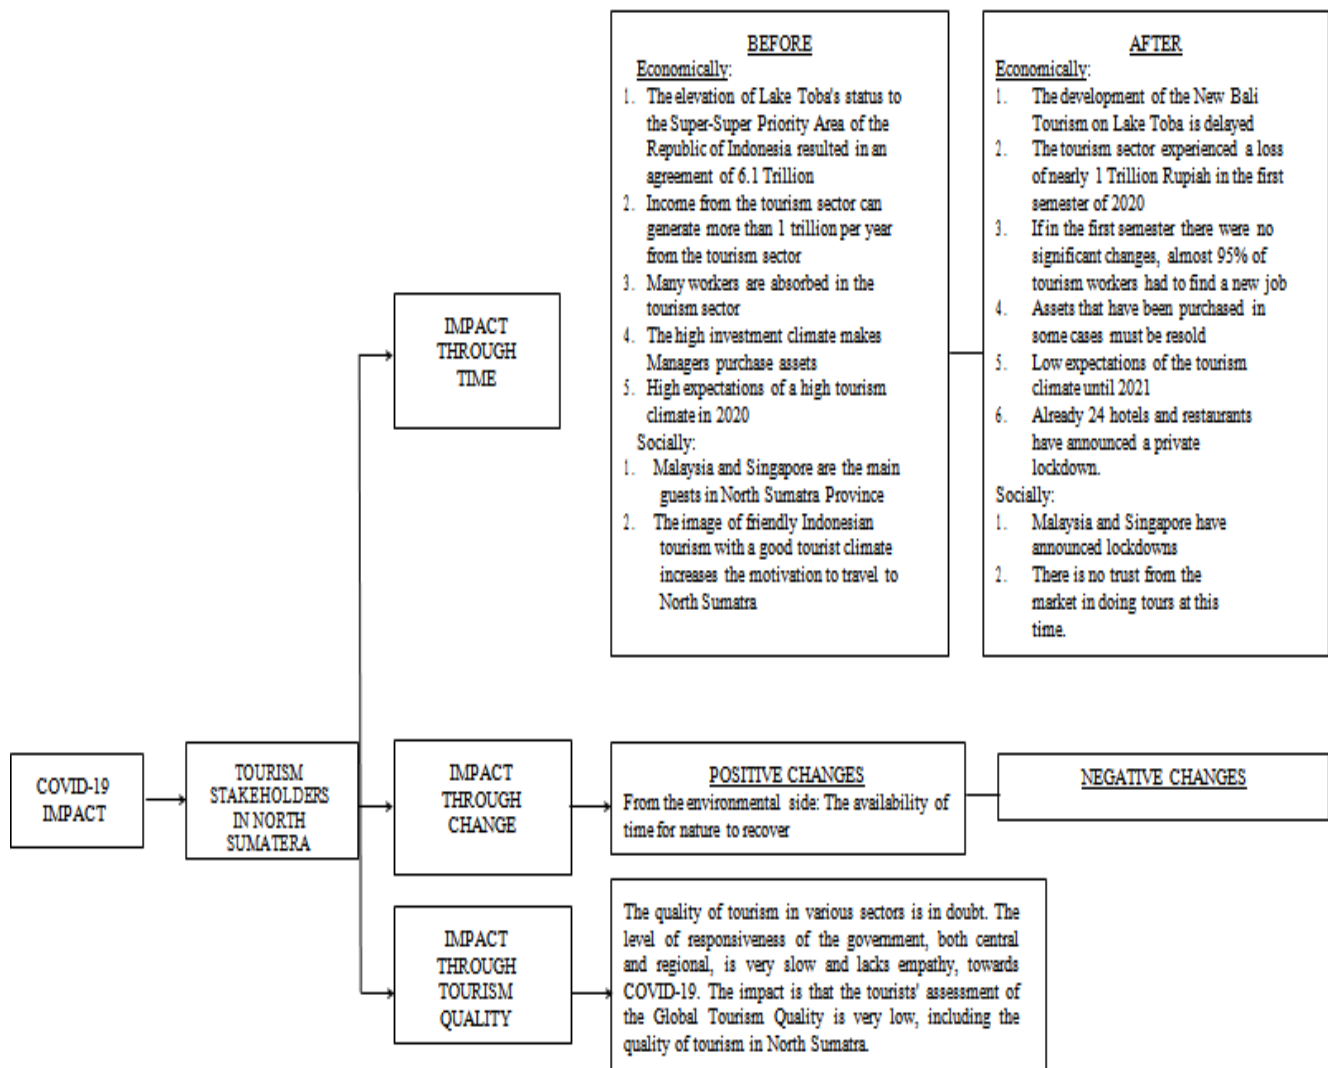 COVID-19
IMPACT
TOURISM
STAKEHOLDERS
IN NORTH
SUMATERA
IMPACT
THROUGH
TIME
BEFORE
Economically:
1. The elevation of Lake Toba's status to
the Super-Super Priority Area of the
Republic of Indonesia resulted in an
agreement of 6.1 Trillion
2. Income from the tourism sector can
generate more than 1 trillion per year
from the tourism sector
3. Many workers are absorbed in the
tourism sector
4. The high investment climate makes
Managers purchase assets
5. High expectations of a high tourism
climate in 2020
Socially:
1. Malaysia and Singapore are the main
guests in North Sumatra Province
2. The image of friendly Indonesian
tourism with a good tourist climate
increases the motivation to travel to
North Sumatra
AFTER
Economically:
1. The development of the New Bali
Tourism on Lake Toba is delayed
2. The tourism sector experienced a loss
of nearly 1 Trillion Rupiah in the first
semester of 2020
3. If in the first semester there were no
significant changes, almost 95% of
tourism workers had to find a new job
4. Assets that have been purchased in
some cases must be resold
5. Low expectations of the tourism
climate until 2021
6. Already 24 hotels and restaurants
have announced a private
lockdown.
Socially:
1. Malaysia and Singapore have
announced lockdowns
2. There is no trust from the
market in doing tours at this
time.
IMPACT
THROUGH
CHANGE
POSITIVE CHANGES
From the environmental side: The availability of
time for nature to recover
NEGATIVE CHANGES
IMPACT
THROUGH
TOURISM
QUALITY
The quality of tourism in various sectors is in doubt. The
level of responsiveness of the government, both central
and regional, is very slow and lacks empathy, towards
COVID-19. The impact is that the tourists' assessment of
the Global Tourism Quality is very low, including the
quality of tourism in North Sumatra.